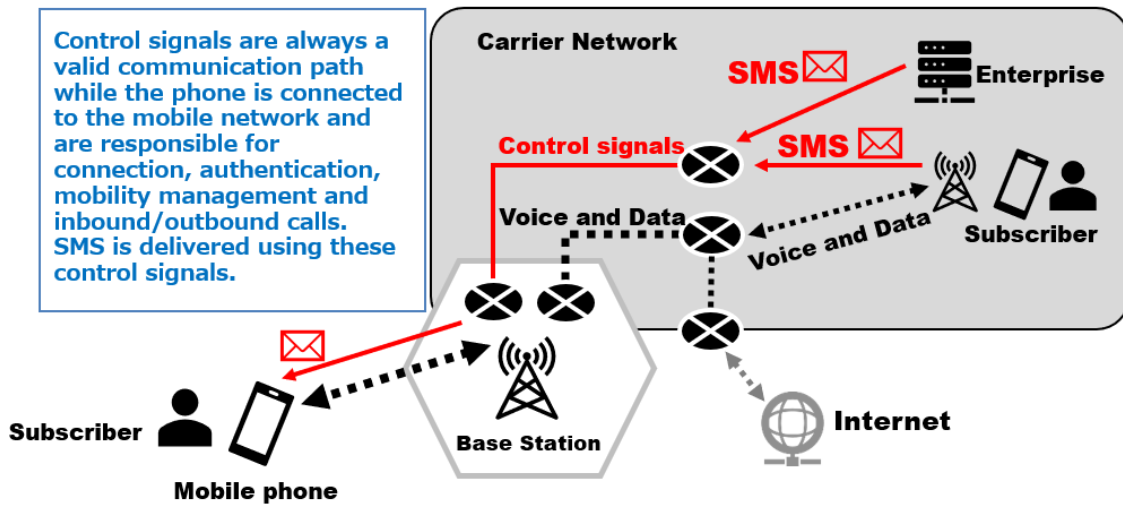 Control signals are always a
valid communication path
while the phone is connected
to the mobile network and
are responsible for
connection, authentication,
mobility management and
inbound/outbound calls.
SMS is delivered using these
control signals.
Carrier Network
SMS
Enterprise
Control signals
SMS
Voice and Data
Voice and Data
Subscriber
Base Station
Subscriber
Mobile phone
Internet